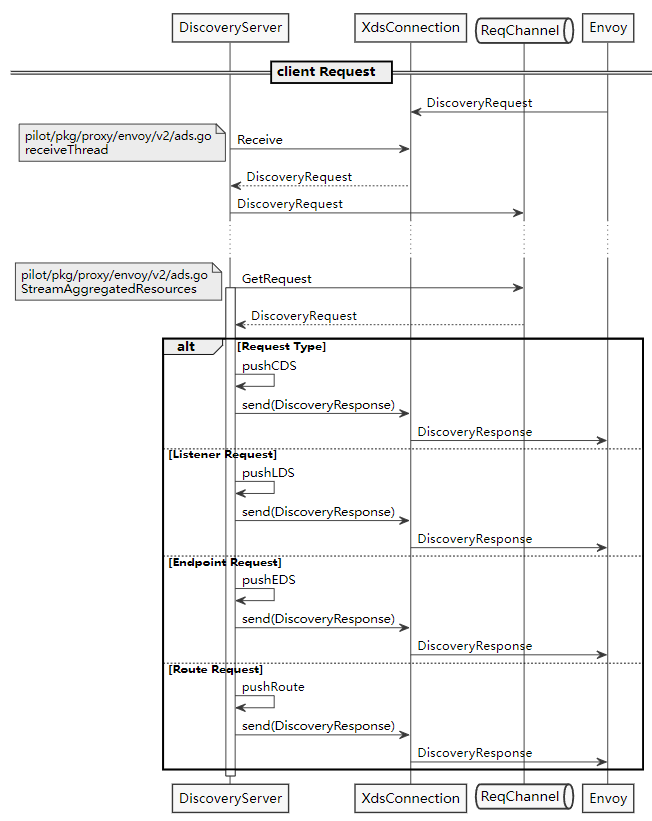 DiscoveryServer
XdsConnection
ReqChannel
Envoy
client Request
DiscoveryRequest
pilot/pkg/proxy/envoy/v2/ads.go
receiveThread
Receive
DiscoveryRequest
DiscoveryRequest
pilot/pkg/proxy/envoy/v2/ads.go
StreamAggregatedResources
GetRequest
DiscoveryRequest
alt
[Request Type]
pushCDS
send(DiscoveryResponse)
DiscoveryResponse
[Listener Request]
pushLDS
send(DiscoveryResponse)
DiscoveryResponse
[Endpoint Request]
pushEDS
send(DiscoveryResponse)
DiscoveryResponse
[Route Request]
pushRoute
send(DiscoveryResponse)
DiscoveryResponse
DiscoveryServer
XdsConnection
ReqChannel
Envoy